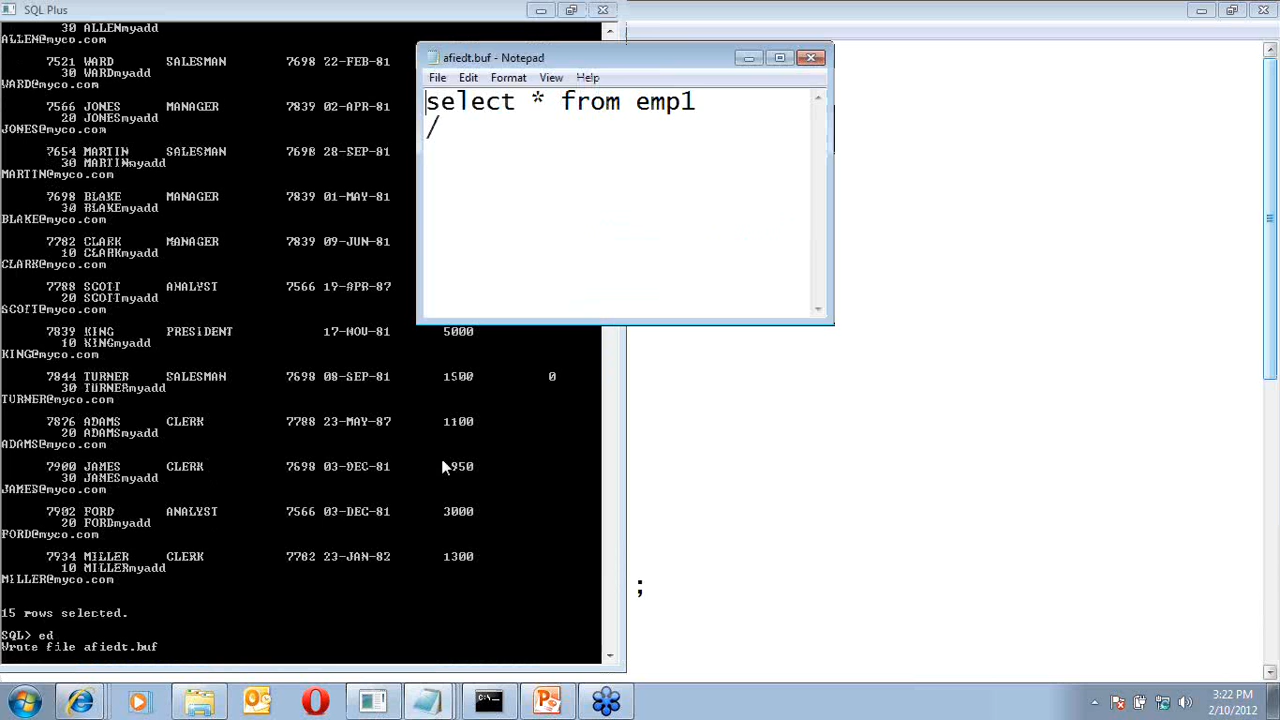 SQL Plus
30 ALLENmyadd
ALLEN@myco.com
7521 WARD SALESMAN 7698 22-FEB-81
30 WARDmyadd
WARD@myco.com
7566 JONES MANAGER 7839 02-APR-81
20 JONESmyadd
JONES@myco.com
7654 MARTIN SALESMAN 7698 28-SEP-81
30 MARTINmyadd
MARTIN@myco.com
7698 BLAKE MANAGER 7839 01-MAY-81
30 BLAKEmyadd
BLAKE@myco.com
7782 CLARK MANAGER 7839 09-JUN-81
10 CLARKmyadd
CLARK@myco.com
7788 SCOTT ANALYST 7566 19-APR-87
20 SCOTTmyadd
SCOTT@myco.com
7839 KING PRESIDENT 17-NOV-81 5000
10 KINGmyadd
KING@myco.com
7844 TURNER SALESMAN 7698 08-SEP-81 1500 0
30 TURNERmyadd
TURNER@myco.com
7876 ADAMS CLERK 7788 23-MAY-87 1100
20 ADAMSmyadd
ADAMS@myco.com
7900 JAMES CLERK 7698 03-DEC-81 950
30 JAMESmyadd
JAMES@myco.com
7902 FORD ANALYST 7566 03-DEC-81 3000
20 FORDmyadd
FORD@myco.com
7934 MILLER CLERK 7782 23-JAN-82 1300
10 MILLERmyadd
MILLER@myco.com
15 rows selected.
SQL> ed
Wrote file afiedt.buf
afiedt.buf - Notepad
File Edit Format View Help
select * from emp1
/
;
3:22 PM
2/10/2012